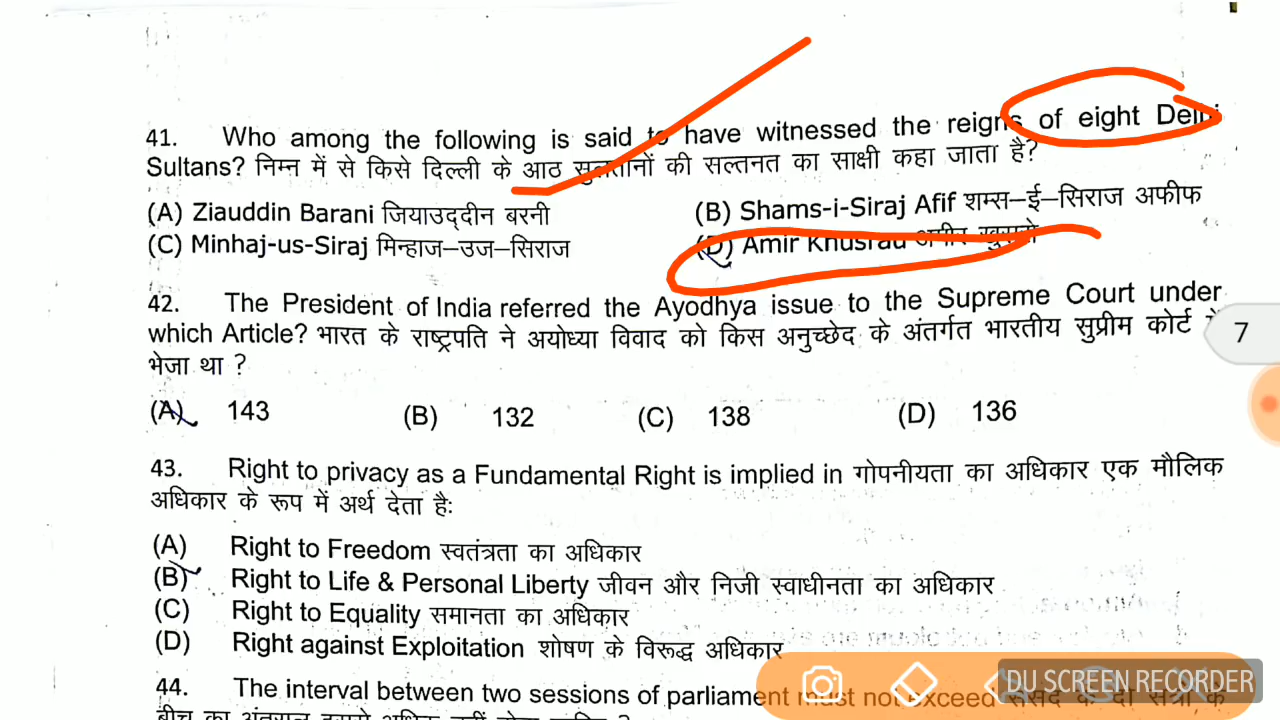 41. Who among the following is said to have witnessed the reigns of eight Delhi
Sultans? निम्न में से किसे दिल्ली के आठ सुलतानों की सल्तनत का साक्षी कहा जाता है?
(A) Ziauddin Barani जियाउद्दीन बरनी
(B) Shams-i-Siraj Afif शम्स–ई–सिराज अफीफ
(C) Minhaj-us-Siraj मिन्हाज–उज–सिराज
(D) Amir Khusrau अमीर खुसरो
42. The President of India referred the Ayodhya issue to the Supreme Court under
which Article? भारत के राष्ट्रपति ने अयोध्या विवाद को किस अनुच्छेद के अंतर्गत भारतीय सुप्रीम कोर्ट में
भेजा था ?
(A) 143 (B) 132 (C) 138 (D) 136
7
43. Right to privacy as a Fundamental Right is implied in गोपनीयता का अधिकार एक मौलिक
अधिकार के रूप में अर्थ देता है:
(A) Right to Freedom स्वतंत्रता का अधिकार
(B) Right to Life & Personal Liberty जीवन और निजी स्वाधीनता का अधिकार
(C) Right to Equality समानता का अधिकार
(D) Right against Exploitation शोषण के विरूद्ध अधिकार
44. The interval between two sessions of parliament must not exceed
DU SCREEN RECORDER